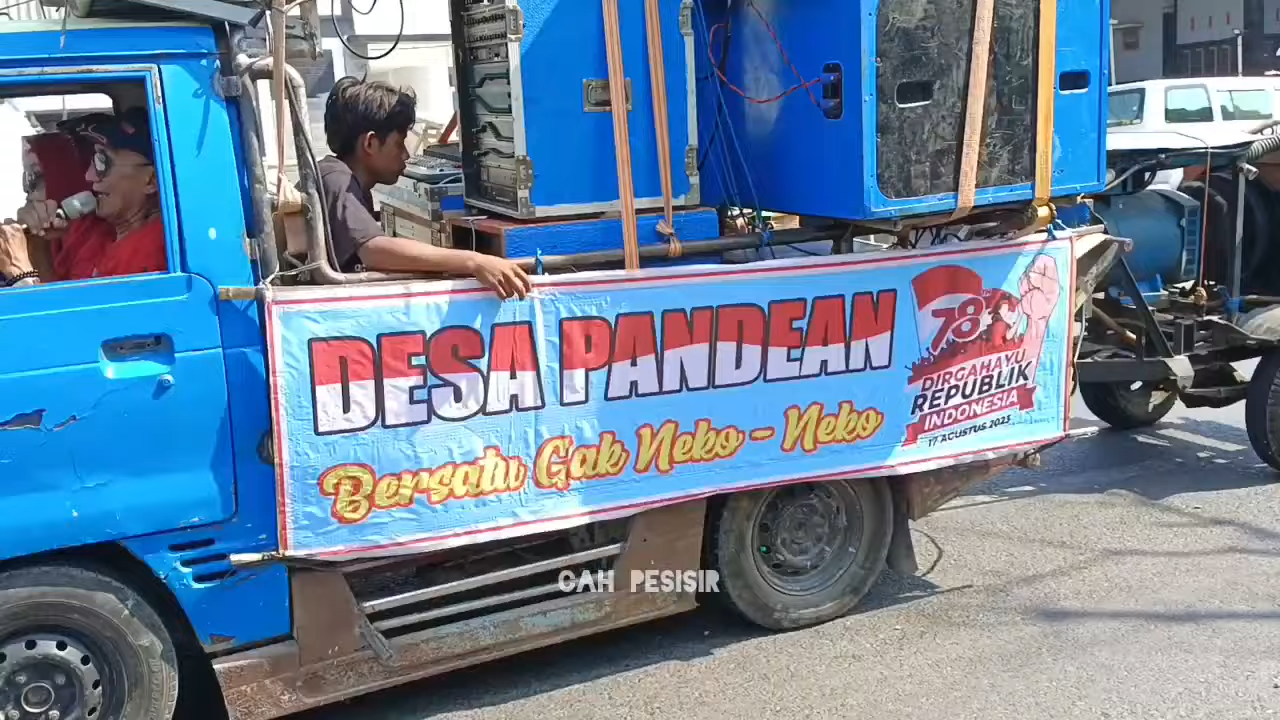 DESA PANDEAN
Bersatu Gak Neko - Neko
78
DIRGAHAYU
REPUBLIK
INDONESIA
17 AGUSTUS 2023
CAH PESISIR